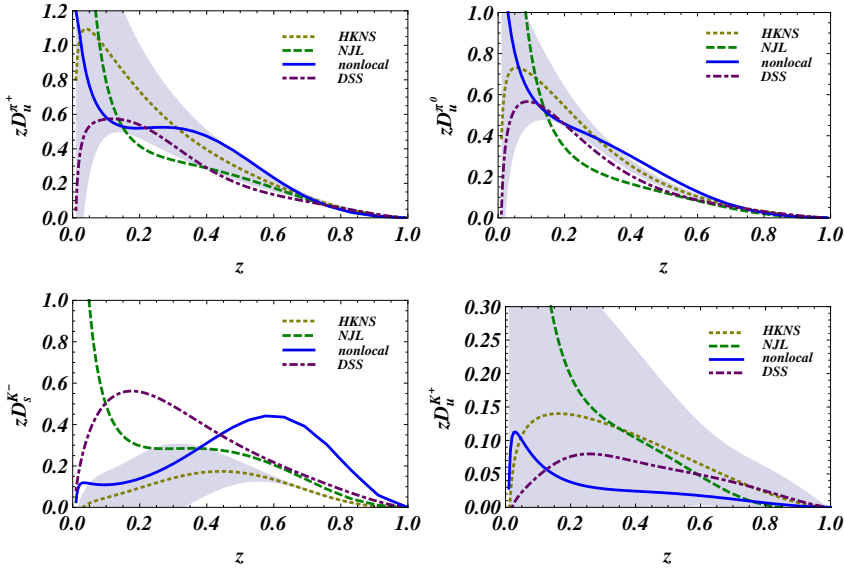 zD_u^{π^+}
1.2
1.0
0.8
0.6
0.4
0.2
0.0
HKNS
NJL
nonlocal
DSS
0.0 0.2 0.4 0.6 0.8 1.0
z
zD_u^{π^0}
1.0
0.8
0.6
0.4
0.2
0.0
HKNS
NJL
nonlocal
DSS
0.0 0.2 0.4 0.6 0.8 1.0
z
zD_s^{K^-}
1.0
0.8
0.6
0.4
0.2
0.0
HKNS
NJL
nonlocal
DSS
0.0 0.2 0.4 0.6 0.8 1.0
z
zD_u^{K^+}
0.30
0.25
0.20
0.15
0.10
0.05
0.00
HKNS
NJL
nonlocal
DSS
0.0 0.2 0.4 0.6 0.8 1.0
z